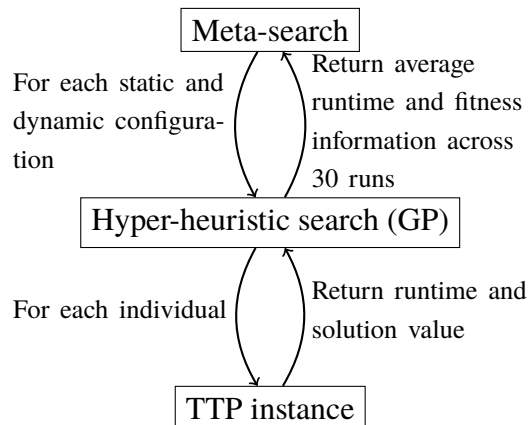 Meta-search
For each static and
dynamic configura-
tion
Return average
runtime and fitness
information across
30 runs
Hyper-heuristic search (GP)
For each individual
Return runtime and
solution value
TTP instance